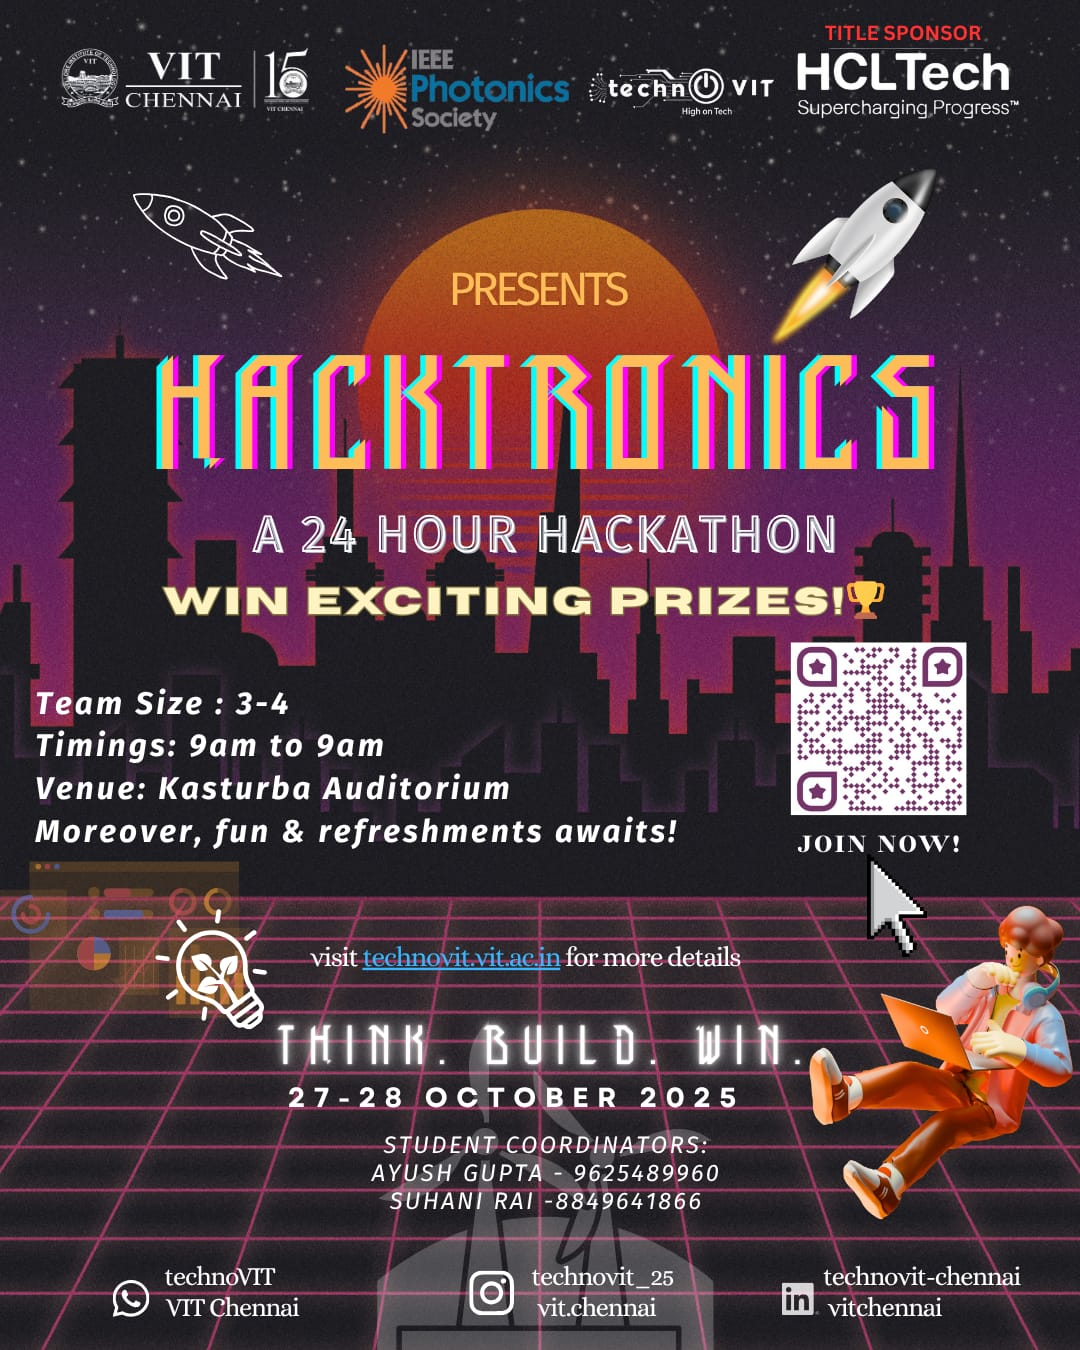 VIT
CHENNAI
15
VIT CHENNAI
IEEE
Photonics
Society
technO VIT
High on Tech
TITLE SPONSOR
HCLTech
Supercharging Progress™
PRESENTS
HACKTRONICS
A 24 HOUR HACKATHON
WIN EXCITING PRIZES!🏆
Team Size : 3-4
Timings: 9am to 9am
Venue: Kasturba Auditorium
Moreover, fun & refreshments awaits!
JOIN NOW!
visit technovit.vit.ac.in for more details
THINK. BUILD. WIN.
27-28 OCTOBER 2025
STUDENT COORDINATORS:
AYUSH GUPTA - 9625489960
SUHANI RAI -8849641866
technoVIT
VIT Chennai
technovit_25
vit.chennai
in
technovit-chennai
vitchennai